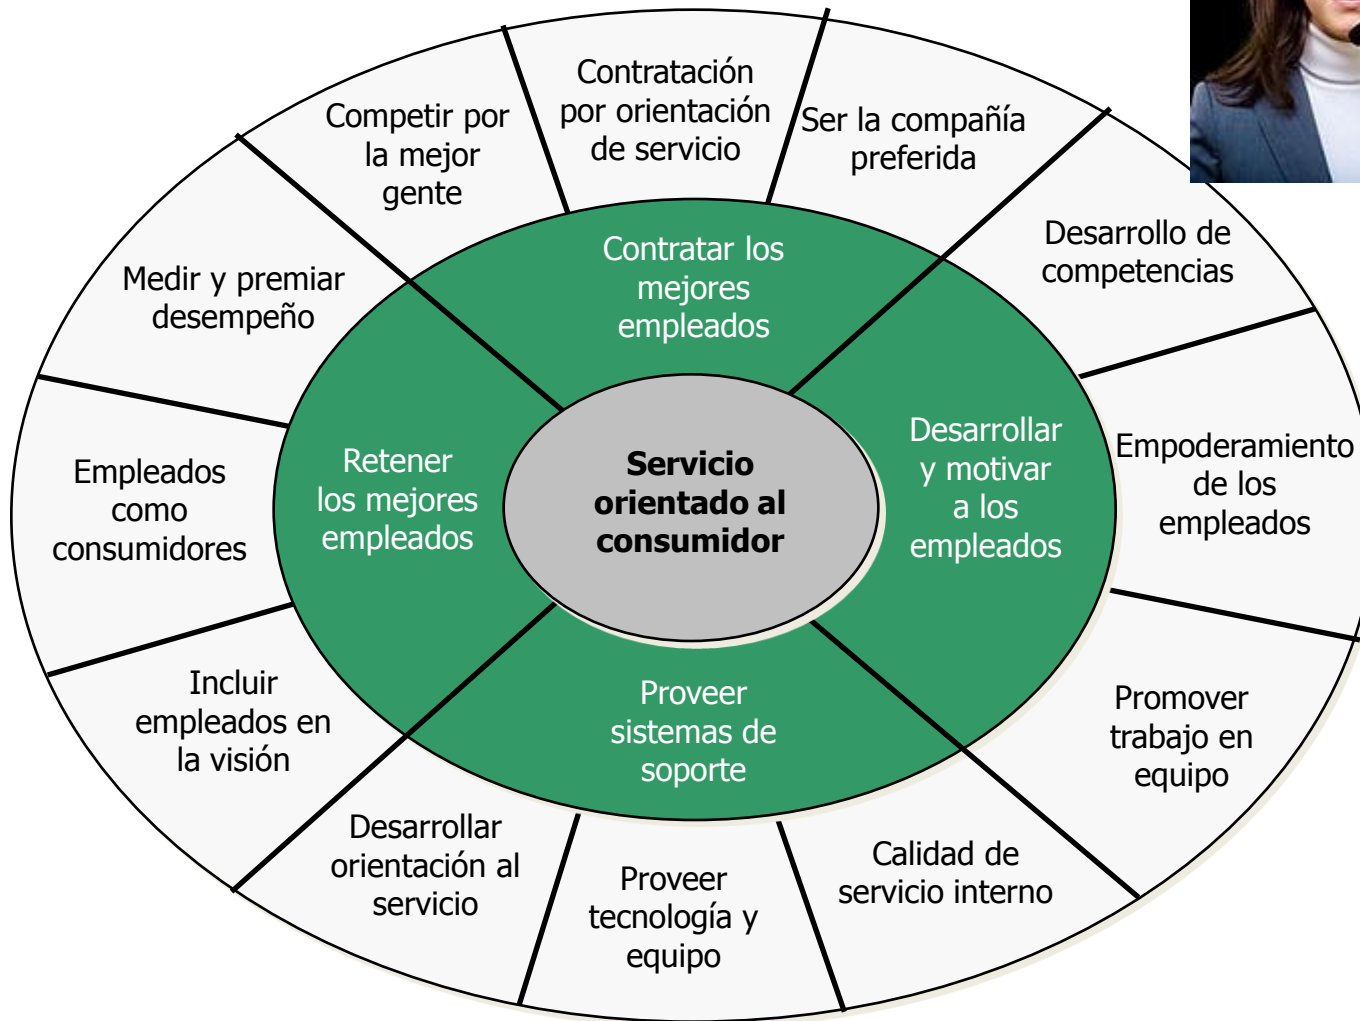 Contratación
por orientación
de servicio
Competir por
la mejor
gente
Ser la compañía
preferida
Medir y premiar
desempeño
Contratar los
mejores
empleados
Desarrollo de
competencias
Empleados
como
consumidores
Retener
los mejores
empleados
Servicio
orientado al
consumidor
Desarrollar
y motivar
a los
empleados
Empoderamiento
de los
empleados
Incluir
empleados en
la visión
Proveer
sistemas de
soporte
Promover
trabajo en
equipo
Desarrollar
orientación al
servicio
Proveer
tecnología y
equipo
Calidad de
servicio interno